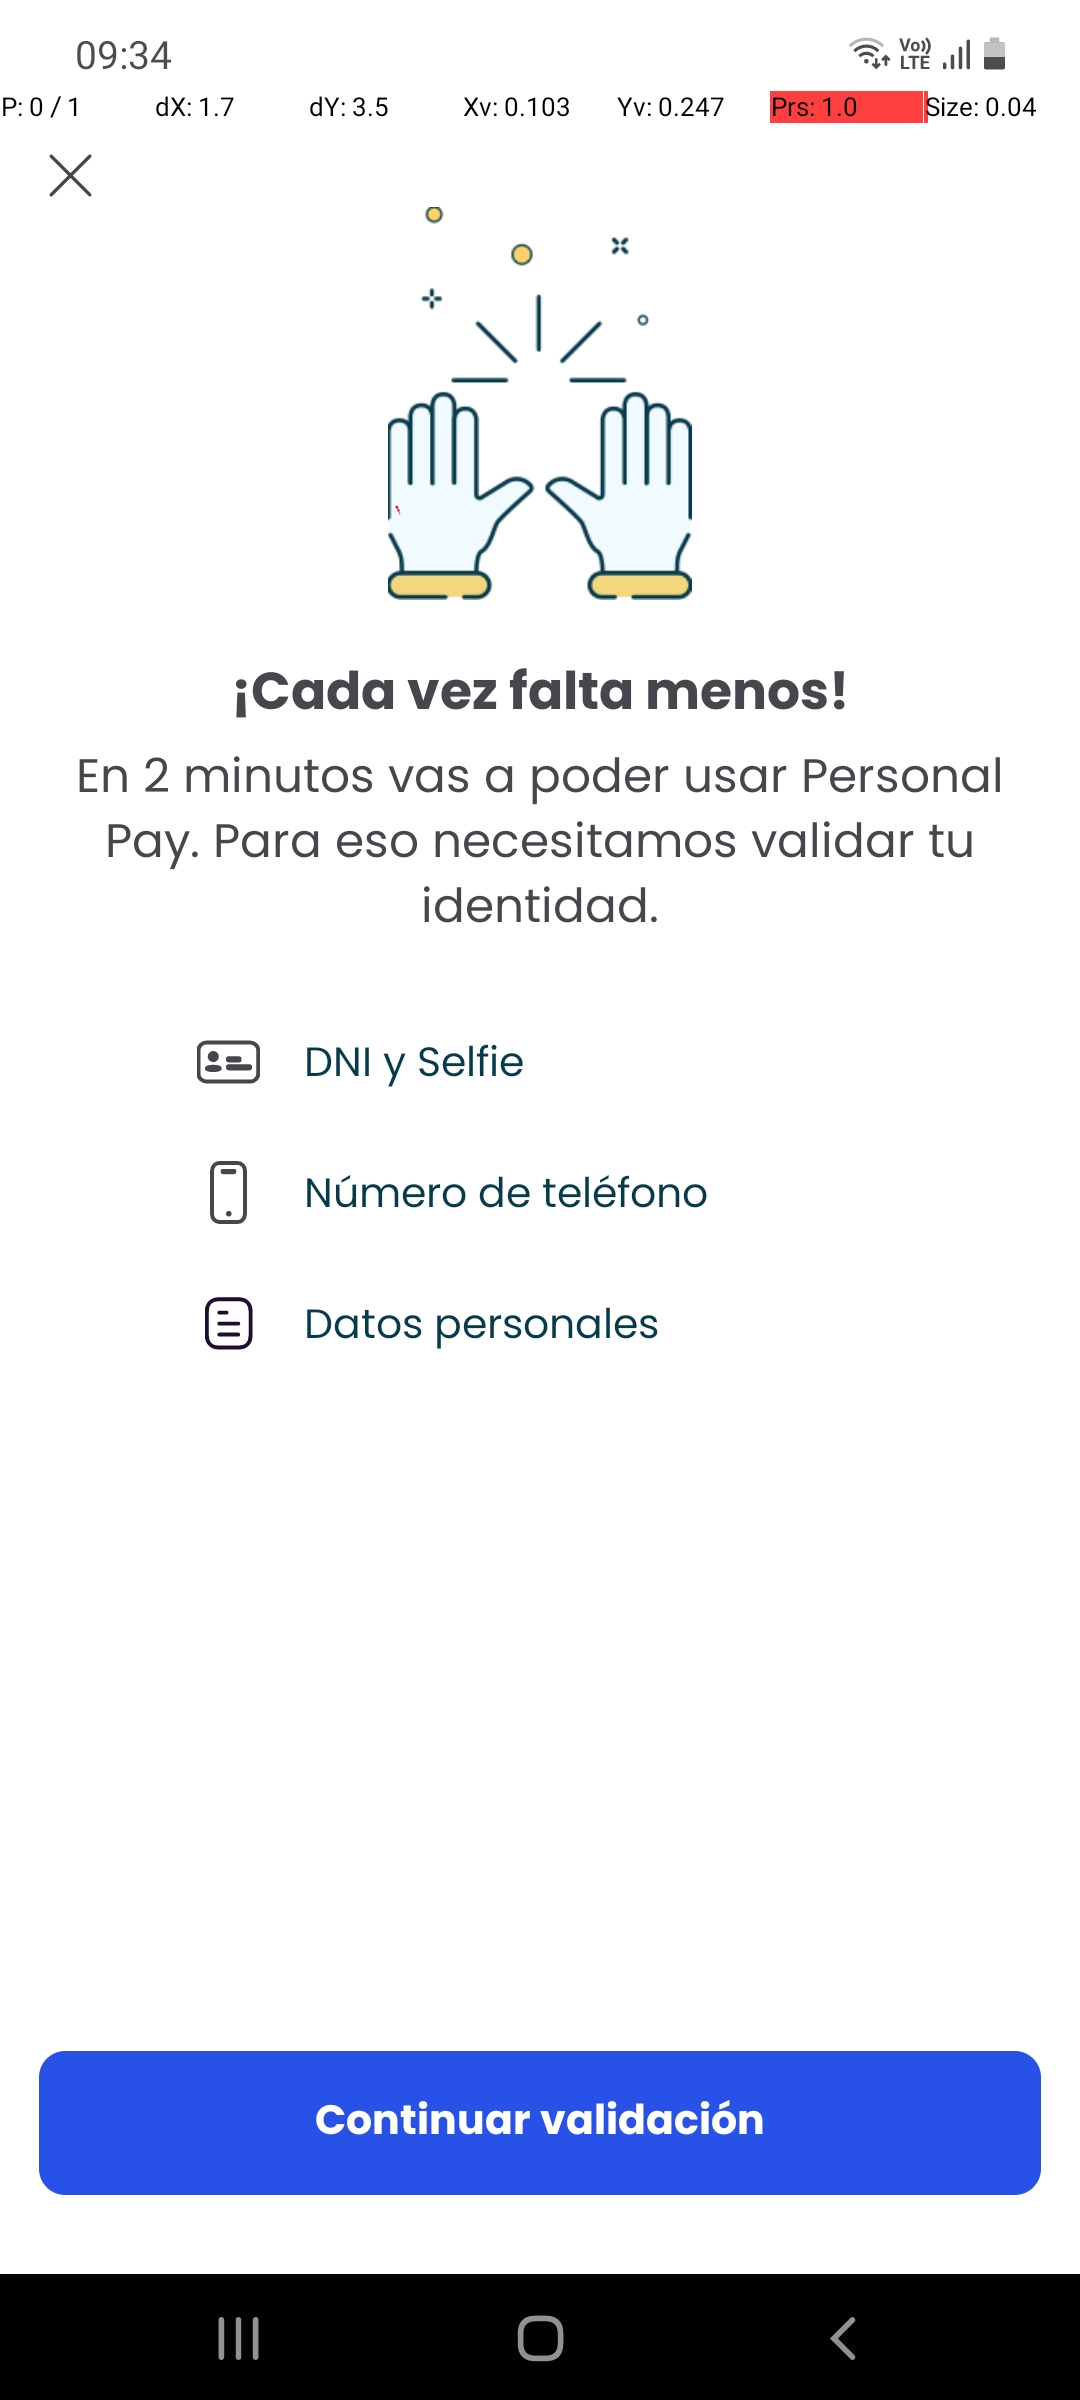 09:34
Vo)) LTE
P: 0 / 1 dX: 1.7 dY: 3.5 Xv: 0.103 Yv: 0.247 Prs: 1.0 Size: 0.04
¡Cada vez falta menos!
En 2 minutos vas a poder usar Personal
Pay. Para eso necesitamos validar tu
identidad.
DNI y Selfie
Número de teléfono
Datos personales
Continuar validación